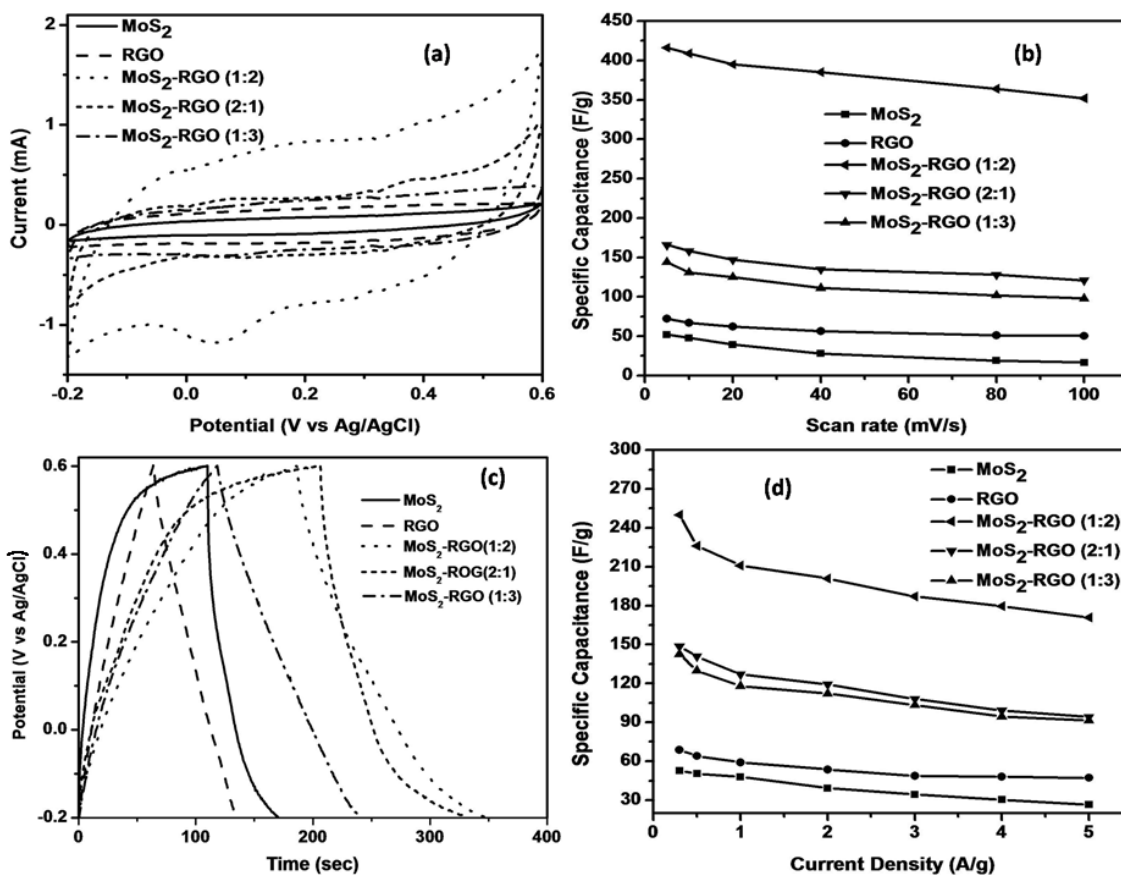 (a)
MoS2
RGO
MoS2-RGO (1:2)
MoS2-RGO (2:1)
MoS2-RGO (1:3)
Current (mA)
2
1
0
-1
-0.2 0.0 0.2 0.4 0.6
Potential (V vs Ag/AgCl)
(b)
MoS2
RGO
MoS2-RGO (1:2)
MoS2-RGO (2:1)
MoS2-RGO (1:3)
Specific Capacitance (F/g)
450
400
350
300
250
200
150
100
50
0
0 20 40 60 80 100
Scan rate (mV/s)
(c)
MoS2
RGO
MoS2-RGO(1:2)
MoS2-ROG(2:1)
MoS2-RGO (1:3)
Potential (V vs Ag/AgCl)
0.6
0.4
0.0
-0.2
0 100 200 300 400
Time (sec)
(d)
MoS2
RGO
MoS2-RGO (1:2)
MoS2-RGO (2:1)
MoS2-RGO (1:3)
Specific Capacitance (F/g)
300
270
240
210
180
150
120
90
60
30
0 1 2 3 4 5
Current Density (A/g)